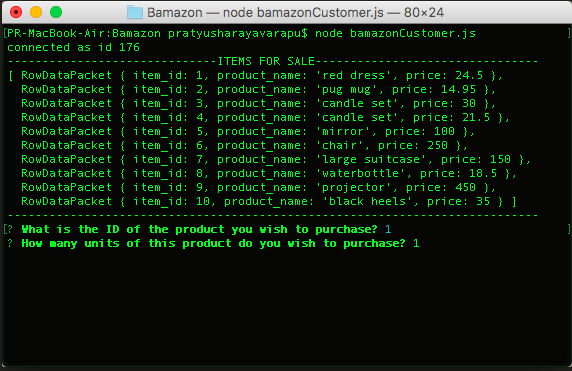 Bamazon — node bamazonCustomer.js — 80×24
[PR-MacBook-Air:Bamazon pratyusharayavarapu$ node bamazonCustomer.js ]
connected as id 176
--------------------------------ITEMS FOR SALE----------------------------------
[ RowDataPacket { item_id: 1, product_name: 'red dress', price: 24.5 },
RowDataPacket { item_id: 2, product_name: 'pug mug', price: 14.95 },
RowDataPacket { item_id: 3, product_name: 'candle set', price: 30 },
RowDataPacket { item_id: 4, product_name: 'candle set', price: 21.5 },
RowDataPacket { item_id: 5, product_name: 'mirror', price: 100 },
RowDataPacket { item_id: 6, product_name: 'chair', price: 250 },
RowDataPacket { item_id: 7, product_name: 'large suitcase', price: 150 },
RowDataPacket { item_id: 8, product_name: 'waterbottle', price: 18.5 },
RowDataPacket { item_id: 9, product_name: 'projector', price: 450 },
RowDataPacket { item_id: 10, product_name: 'black heels', price: 35 } ]
--------------------------------------------------------------------------------
[? What is the ID of the product you wish to purchase? 1 ]
? How many units of this product do you wish to purchase? 1